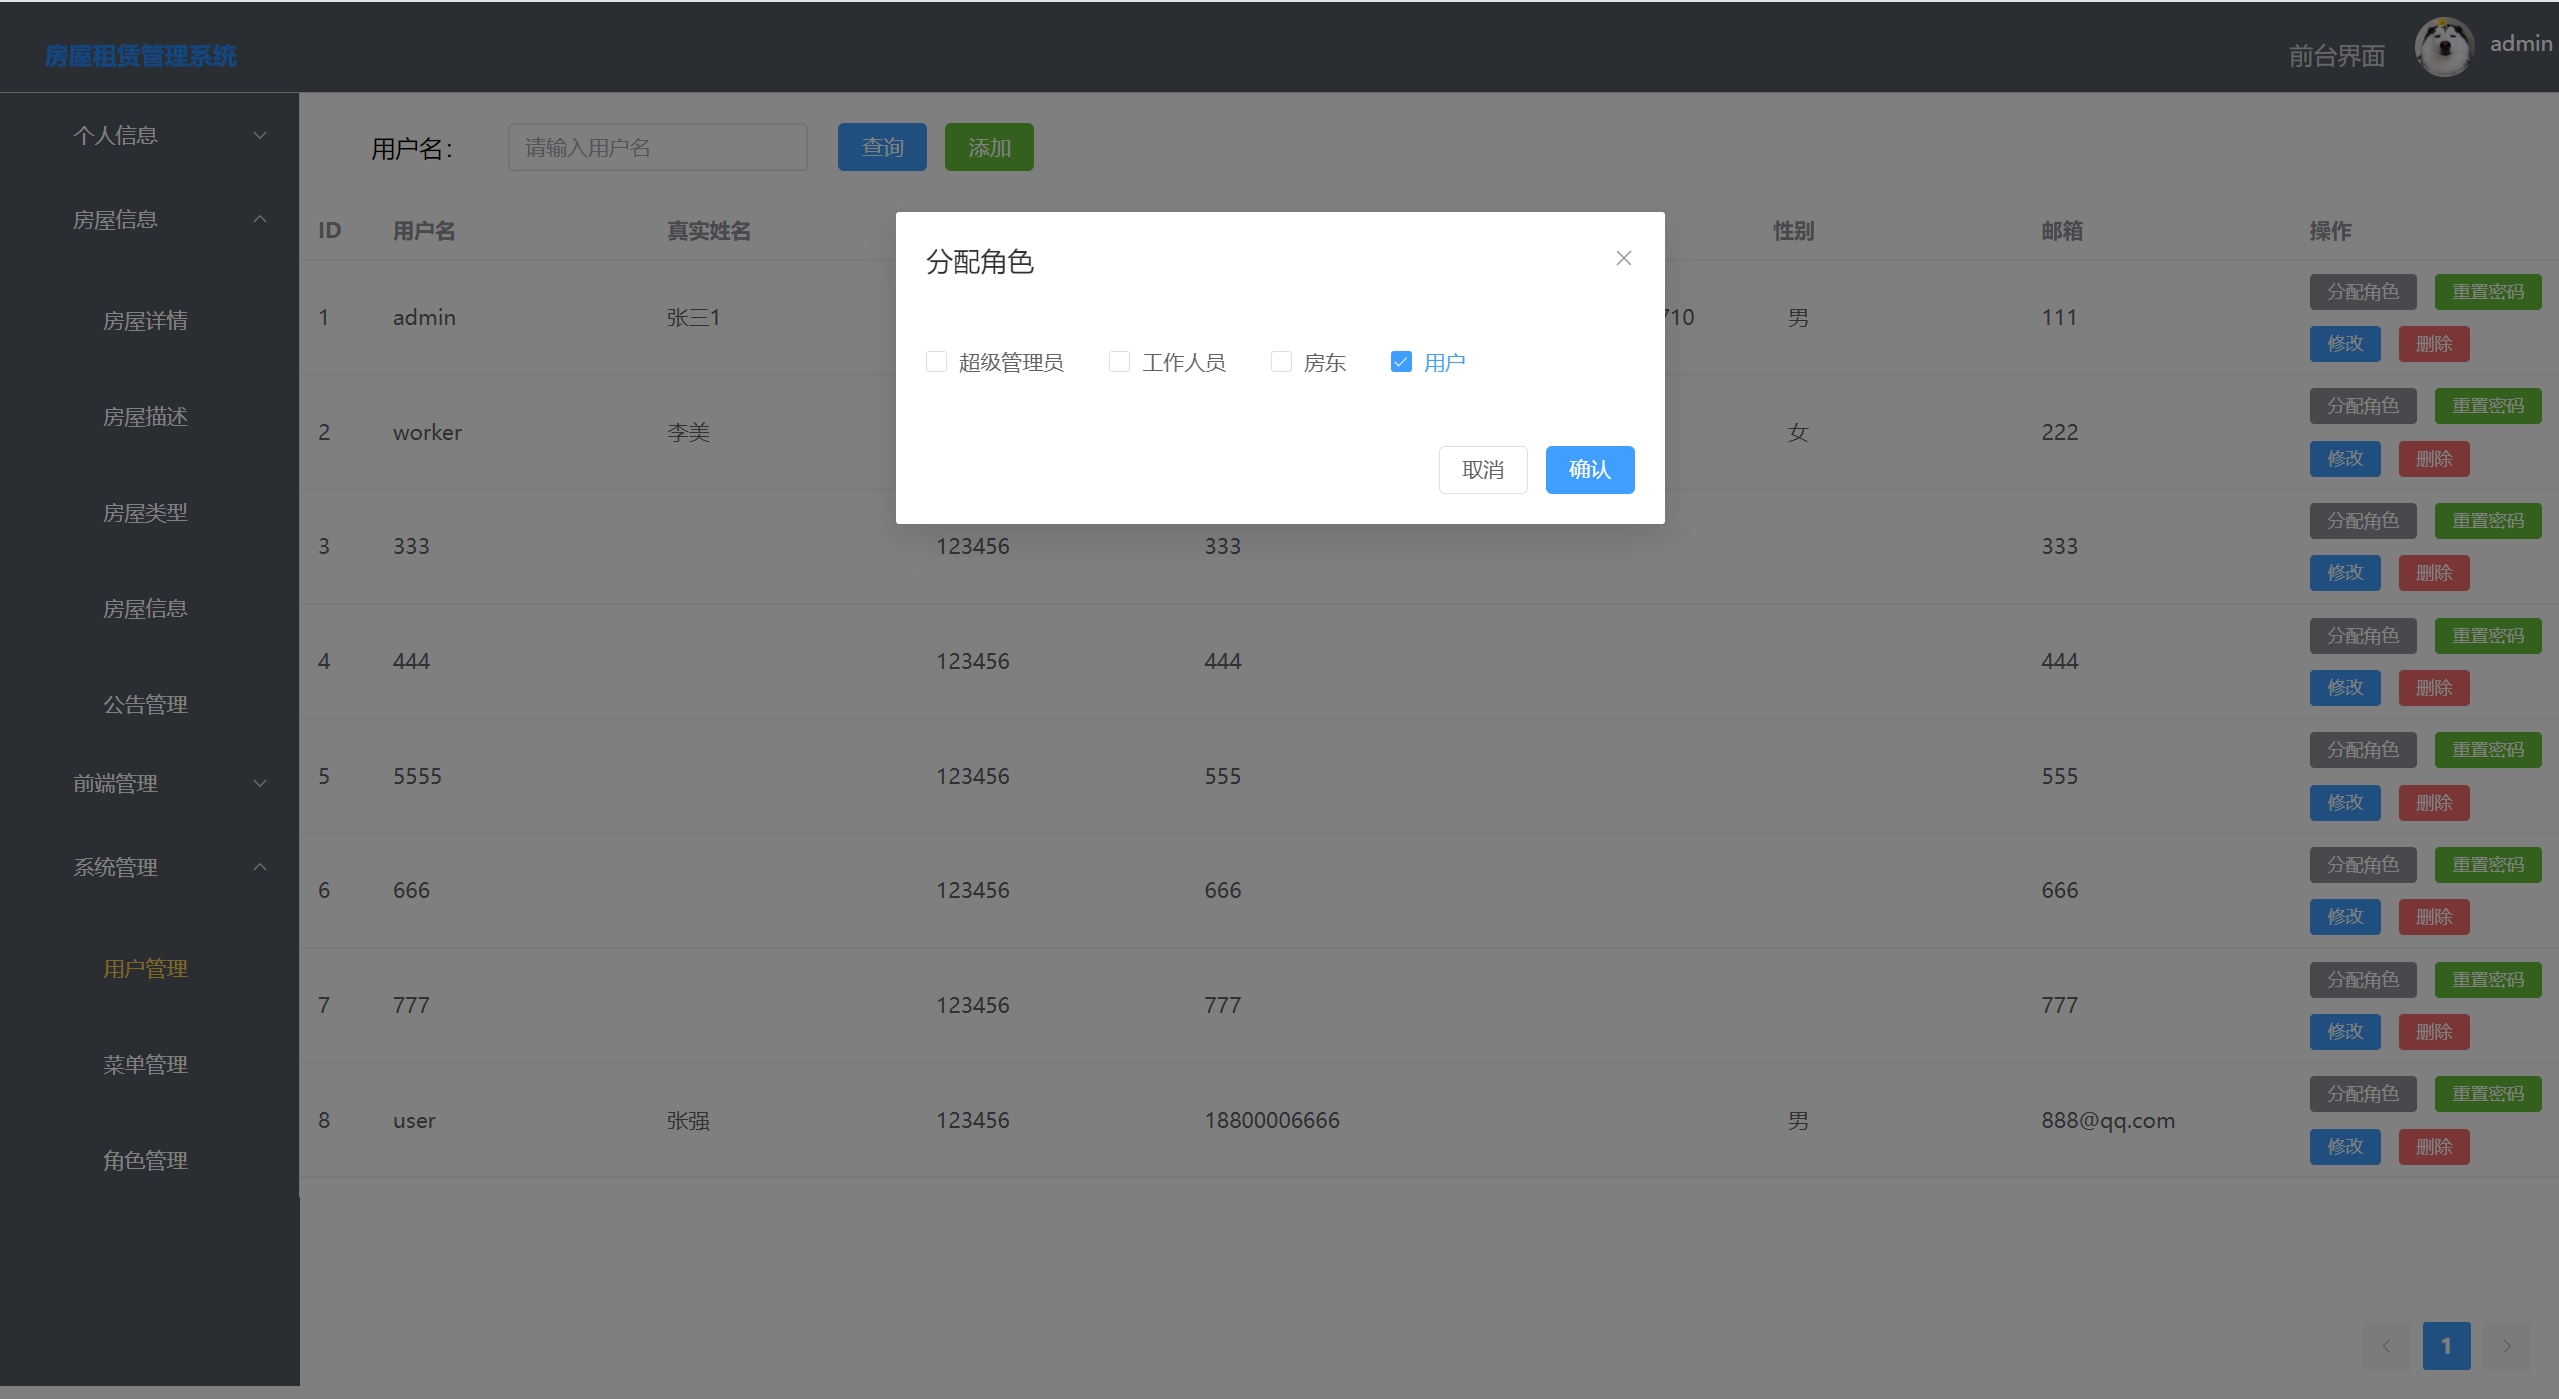 房屋租赁管理系统
前台界面
admin
个人信息
房屋信息
房屋详情
房屋描述
房屋类型
房屋信息
公告管理
前端管理
系统管理
用户管理
菜单管理
角色管理
用户名：
请输入用户名
查询
添加
ID 用户名 真实姓名 性别 邮箱 操作
1 admin 张三1 710 男 111 分配角色 重置密码
修改 删除
2 worker 李美 女 222 分配角色 重置密码
修改 删除
3 333 123456 333 333 分配角色 重置密码
修改 删除
4 444 123456 444 444 分配角色 重置密码
修改 删除
5 5555 123456 555 555 分配角色 重置密码
修改 删除
6 666 123456 666 666 分配角色 重置密码
修改 删除
7 777 123456 777 777 分配角色 重置密码
修改 删除
8 user 张强 123456 18800006666 男 888@qq.com 分配角色 重置密码
修改 删除
1
分配角色
超级管理员 工作人员 房东 用户
取消 确认